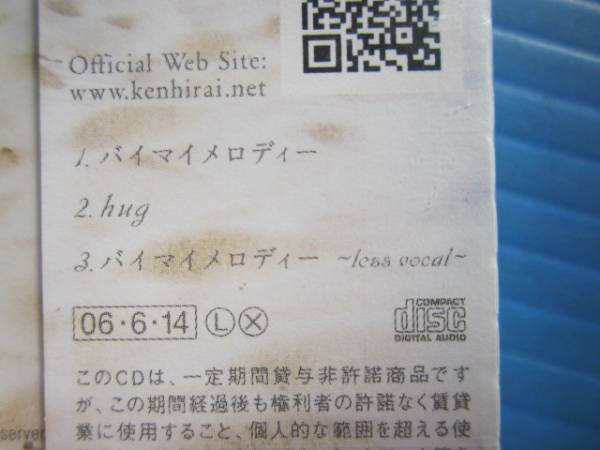 Official Web Site:
www.kenhirai.net
1. バイマイメロディー
2. hug
3. バイマイメロディー ~less vocal~
06・6・14 Ⓛ Ⓧ
COMPACT
disc
DIGITAL AUDIO
このCDは、一定期間貸与非許諾商品です
が、この期間経過後も権利者の許諾なく賃貸
業に使用すること、個人的な範囲を超える使
server